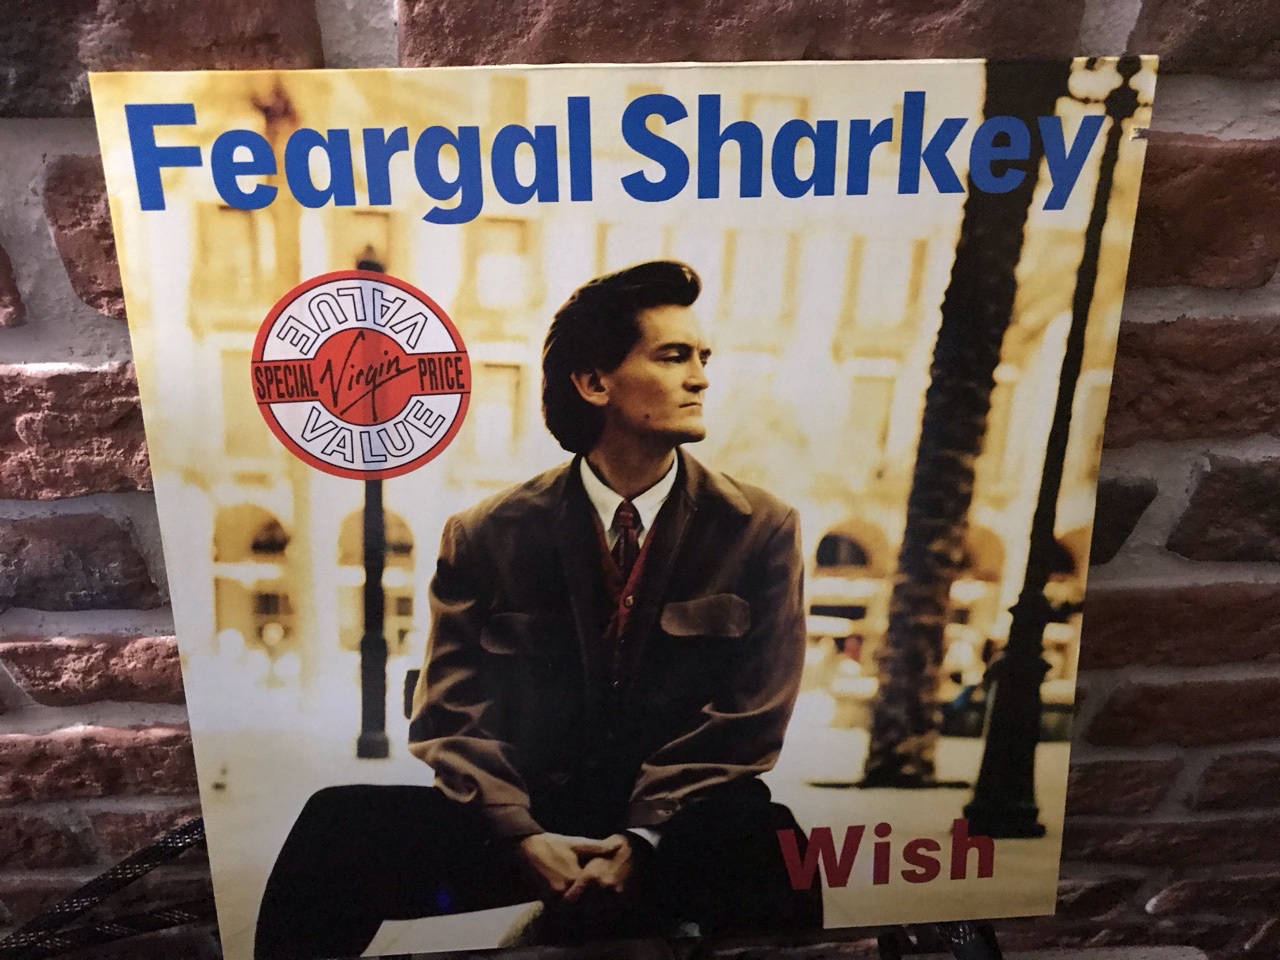 Feargal Sharkey
VALUE
SPECIAL Virgin PRICE
VALUE
Wish